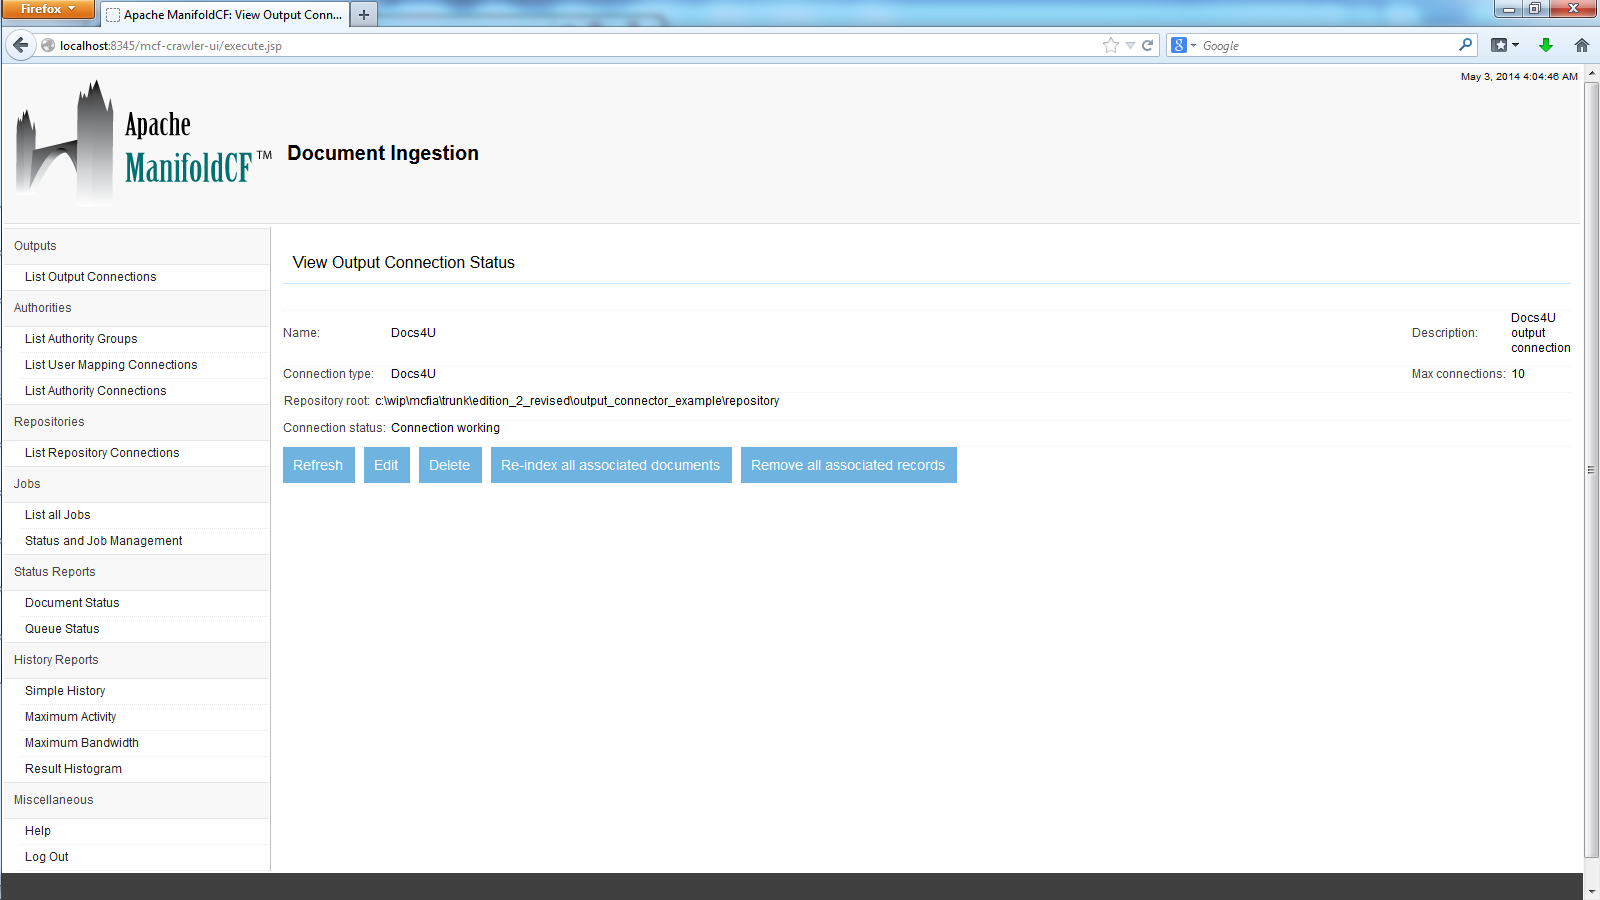 Firefox
Apache ManifoldCF: View Output Conn...
localhost:8345/mcf-crawler-ui/execute.jsp
Google
May 3, 2014 4:04:46 AM
Apache
ManifoldCF™
Document Ingestion
Outputs
List Output Connections
Authorities
List Authority Groups
List User Mapping Connections
List Authority Connections
Repositories
List Repository Connections
Jobs
List all Jobs
Status and Job Management
Status Reports
Document Status
Queue Status
History Reports
Simple History
Maximum Activity
Maximum Bandwidth
Result Histogram
Miscellaneous
Help
Log Out
View Output Connection Status
Name: Docs4U
Description: Docs4U
output
connection
Connection type: Docs4U
Max connections: 10
Repository root: c:\wip\mcfia\trunk\edition_2_revised\output_connector_example\repository
Connection status: Connection working
Refresh Edit Delete Re-index all associated documents Remove all associated records